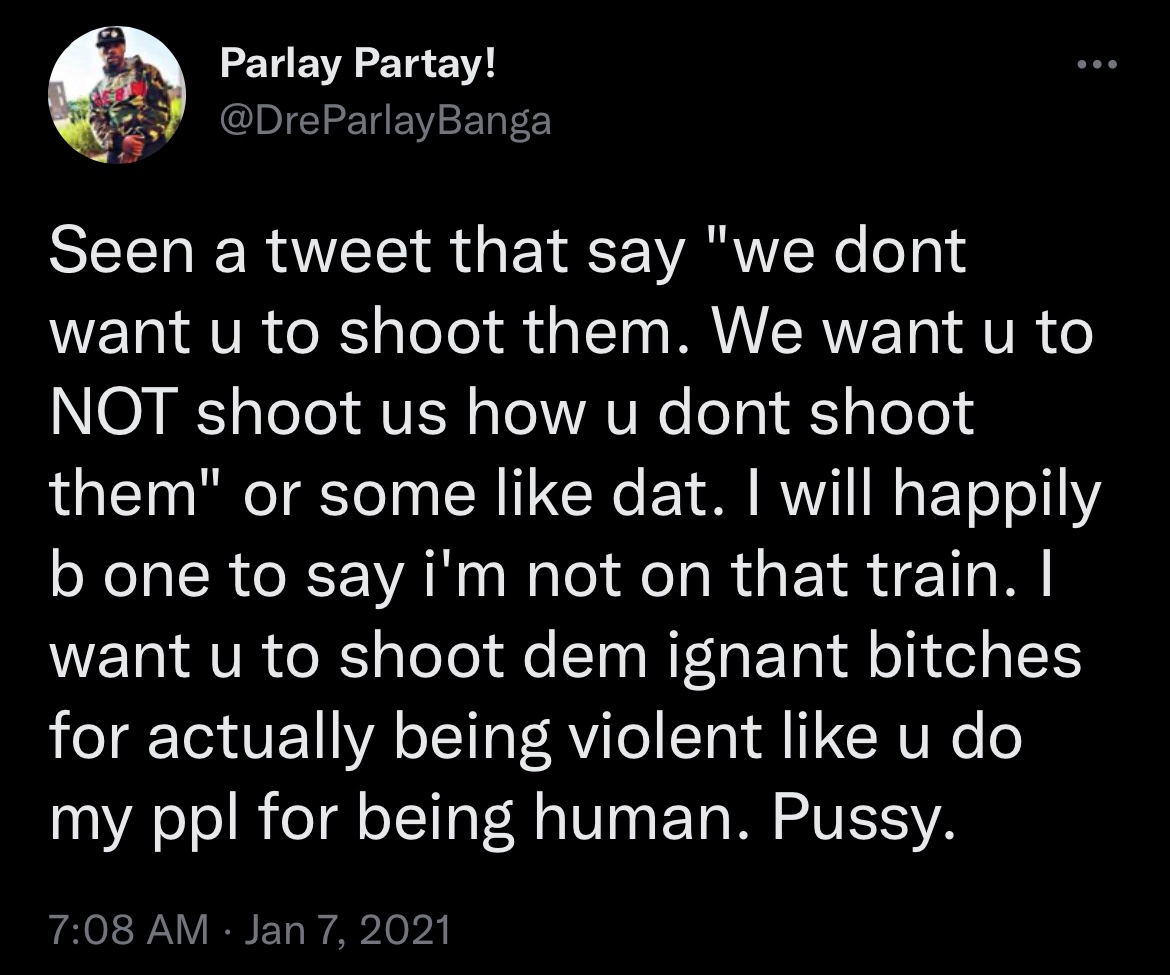 Parlay Partay!
@DreParlayBanga
Seen a tweet that say "we dont
want u to shoot them. We want u to
NOT shoot us how u dont shoot
them" or some like dat. I will happily
b one to say i'm not on that train. I
want u to shoot dem ignant bitches
for actually being violent like u do
my ppl for being human. Pussy.
7:08 AM · Jan 7, 2021